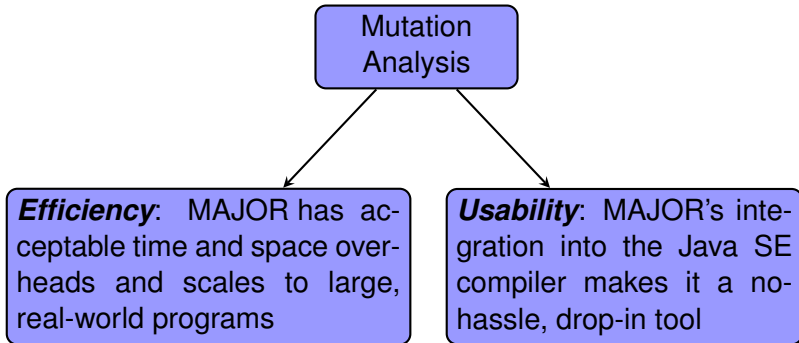 Mutation
Analysis
Efficiency: MAJOR has ac-
ceptable time and space over-
heads and scales to large,
real-world programs
Usability: MAJOR's inte-
gration into the Java SE
compiler makes it a no-
hassle, drop-in tool